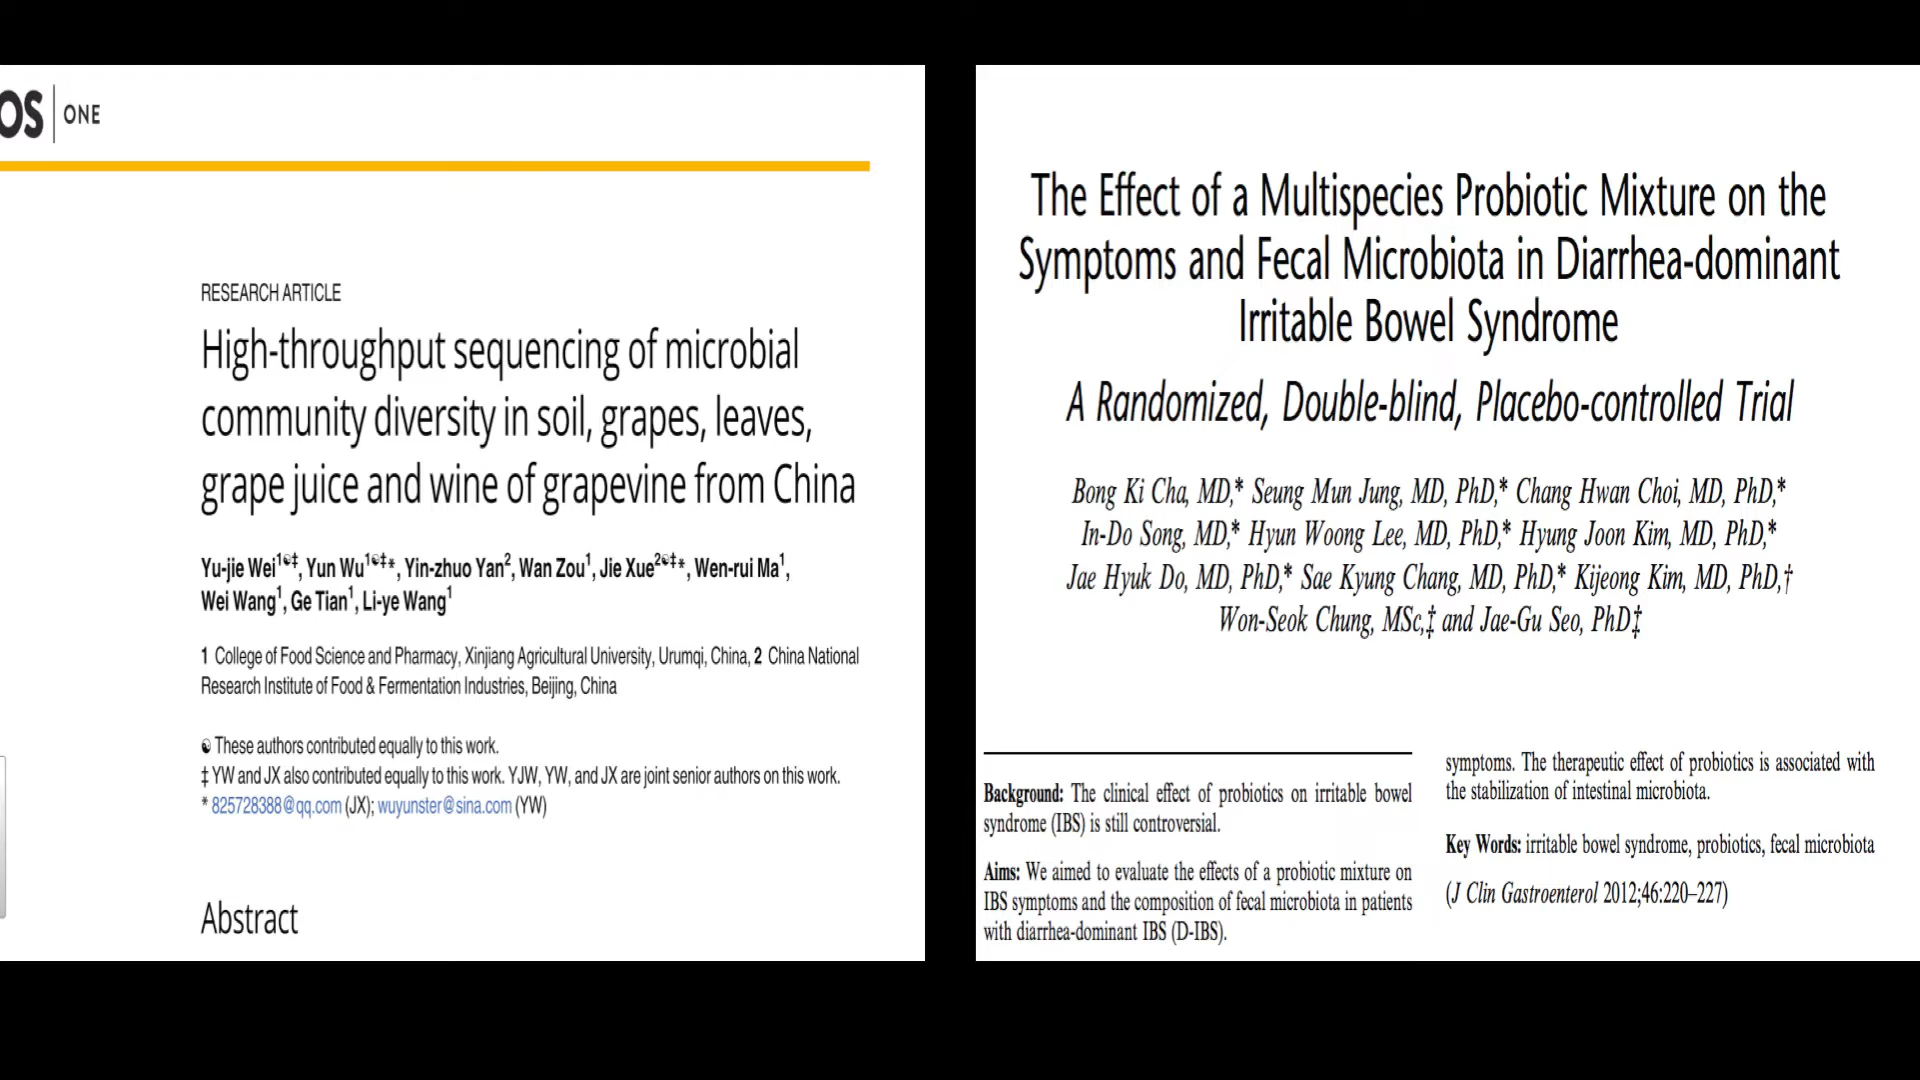 OS | ONE
RESEARCH ARTICLE
High-throughput sequencing of microbial
community diversity in soil, grapes, leaves,
grape juice and wine of grapevine from China
Yu-jie Wei1☯‡, Yun Wu1☯‡*, Yin-zhuo Yan2, Wan Zou1, Jie Xue2☯‡*, Wen-rui Ma1,
Wei Wang1, Ge Tian1, Li-ye Wang1
1 College of Food Science and Pharmacy, Xinjiang Agricultural University, Urumqi, China, 2 China National
Research Institute of Food & Fermentation Industries, Beijing, China
☯ These authors contributed equally to this work.
‡ YW and JX also contributed equally to this work. YJW, YW, and JX are joint senior authors on this work.
* 825728388@qq.com (JX); wuyunster@sina.com (YW)
Abstract
The Effect of a Multispecies Probiotic Mixture on the
Symptoms and Fecal Microbiota in Diarrhea-dominant
Irritable Bowel Syndrome
A Randomized, Double-blind, Placebo-controlled Trial
Bong Ki Cha, MD,* Seung Mun Jung, MD, PhD,* Chang Hwan Choi, MD, PhD,*
In-Do Song, MD,* Hyun Woong Lee, MD, PhD,* Hyung Joon Kim, MD, PhD,*
Jae Hyuk Do, MD, PhD,* Sae Kyung Chang, MD, PhD,* Kijeong Kim, MD, PhD,†
Won-Seok Chung, MSc,‡ and Jae-Gu Seo, PhD‡
Background: The clinical effect of probiotics on irritable bowel
syndrome (IBS) is still controversial.
Aims: We aimed to evaluate the effects of a probiotic mixture on
IBS symptoms and the composition of fecal microbiota in patients
with diarrhea-dominant IBS (D-IBS).
symptoms. The therapeutic effect of probiotics is associated with
the stabilization of intestinal microbiota.
Key Words: irritable bowel syndrome, probiotics, fecal microbiota
(J Clin Gastroenterol 2012;46:220–227)